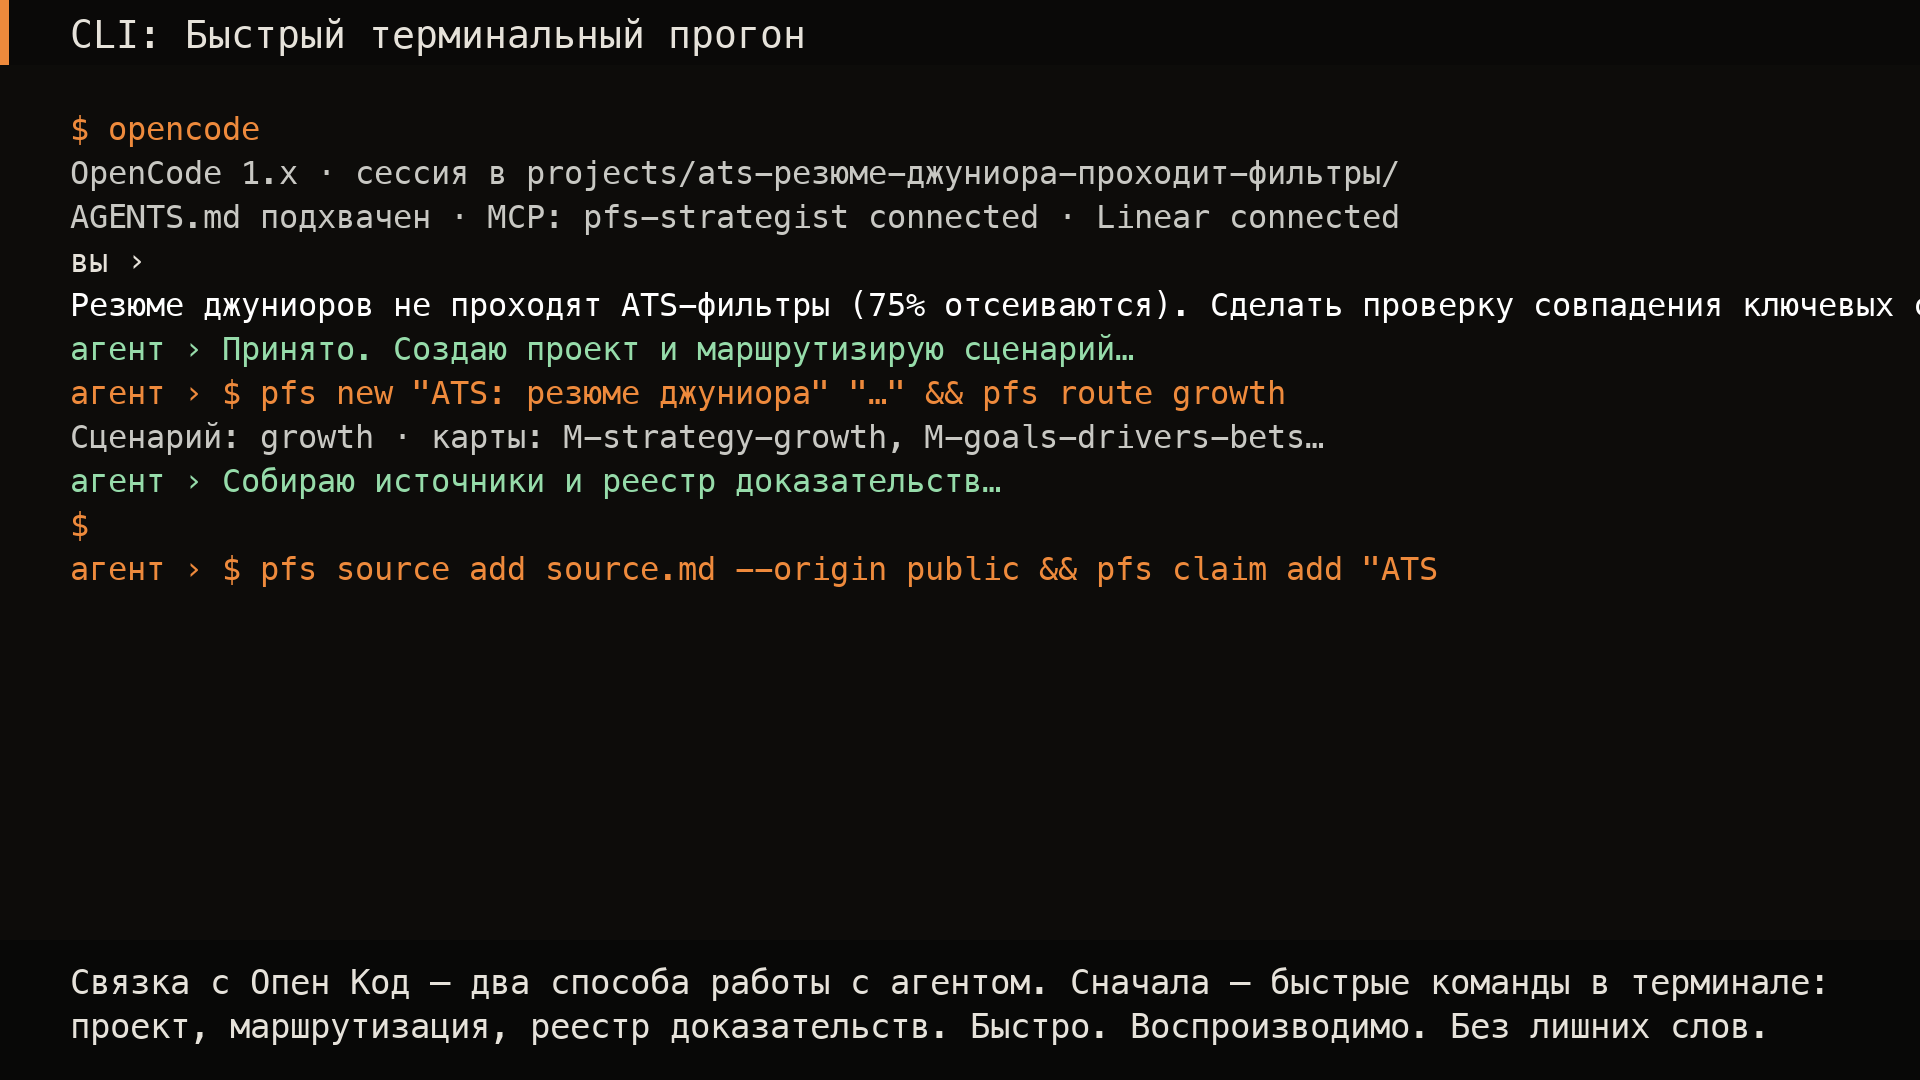 CLI: Быстрый терминальный прогон
$ opencode
OpenCode 1.x · сессия в projects/ats-резюме-джуниора-проходит-фильтры/
AGENTS.md подхвачен · MCP: pfs-strategist connected · Linear connected
вы ›
Резюме джуниоров не проходят ATS-фильтры (75% отсеиваются). Сделать проверку совпадения ключевых
агент › Принято. Создаю проект и маршрутизирую сценарий…
агент › $ pfs new "ATS: резюме джуниора" "…" && pfs route growth
Сценарий: growth · карты: M-strategy-growth, M-goals-drivers-bets…
агент › Собираю источники и реестр доказательств…
$
агент › $ pfs source add source.md --origin public && pfs claim add "ATS
Связка с Опен Код — два способа работы с агентом. Сначала — быстрые команды в терминале:
проект, маршрутизация, реестр доказательств. Быстро. Воспроизводимо. Без лишних слов.